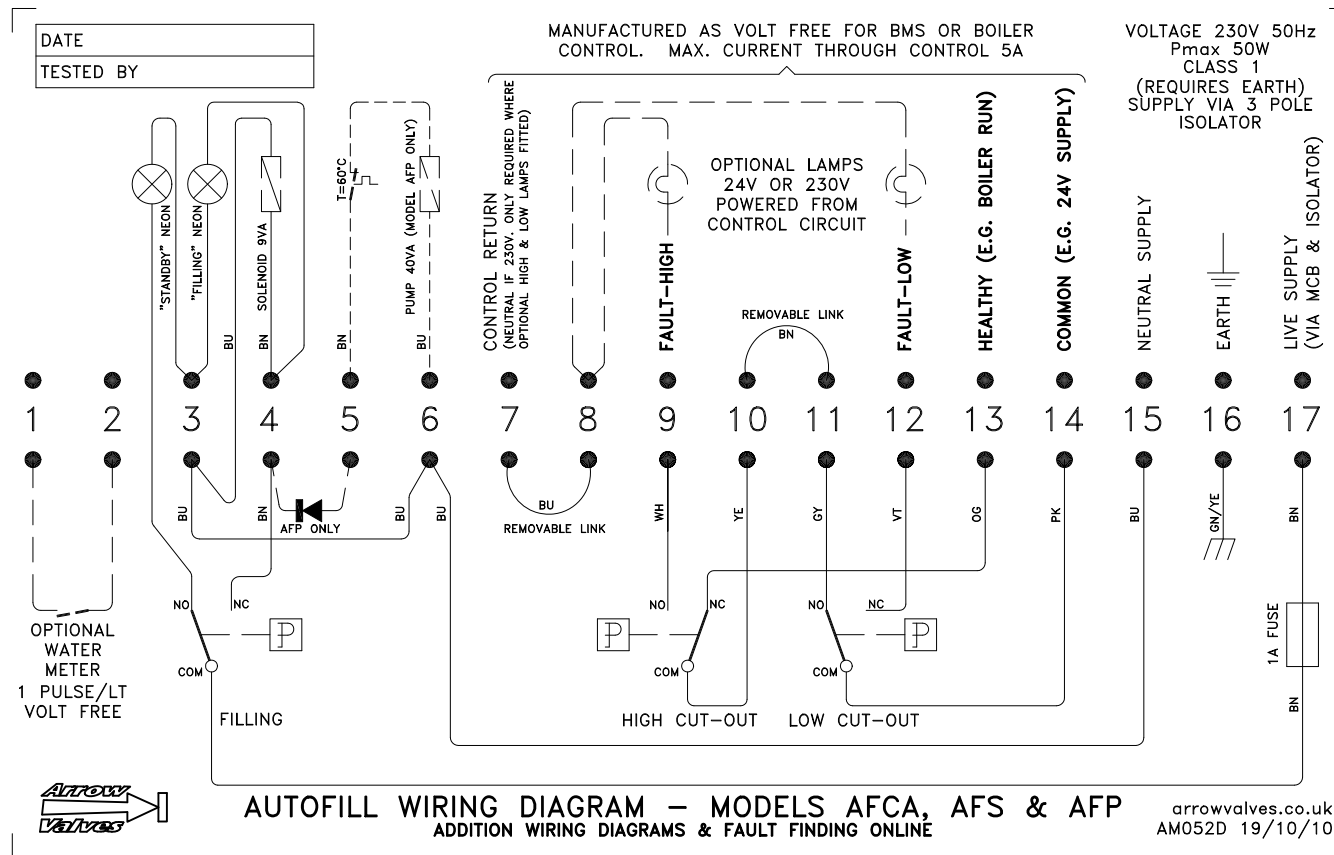 DATE
TESTED BY
MANUFACTURED AS VOLT FREE FOR BMS OR BOILER
CONTROL. MAX. CURRENT THROUGH CONTROL 5A
VOLTAGE 230V 50Hz
Pmax 50W
CLASS 1
(REQUIRES EARTH)
SUPPLY VIA 3 POLE
ISOLATOR
"STANDBY" NEON
"FILLING" NEON
BU
SOLENOID 9VA
BN
T=60°C
BN
PUMP 40VA (MODEL AFP ONLY)
BU
CONTROL RETURN
(NEUTRAL IF 230V. ONLY REQUIRED WHERE
OPTIONAL HIGH & LOW LAMPS FITTED)
FAULT-HIGH
OPTIONAL LAMPS
24V OR 230V
POWERED FROM
CONTROL CIRCUIT
REMOVABLE LINK
BN
FAULT-LOW
HEALTHY (E.G. BOILER RUN)
COMMON (E.G. 24V SUPPLY)
NEUTRAL SUPPLY
EARTH
LIVE SUPPLY
(VIA MCB & ISOLATOR)
1 2 3 4 5 6 7 8 9 10 11 12 13 14 15 16 17
BU
BN
AFP ONLY
BU
BU
BU
REMOVABLE LINK
WH
YE
GY
VT
OG
PK
BU
GN/YE
BN
OPTIONAL
WATER
METER
1 PULSE/LT
VOLT FREE
NO
NC
P
COM
FILLING
P
NO
NC
COM
HIGH CUT-OUT
NO
NC
P
COM
LOW CUT-OUT
1A FUSE
BN
Arrow
Valves
AUTOFILL WIRING DIAGRAM - MODELS AFCA, AFS & AFP
ADDITION WIRING DIAGRAMS & FAULT FINDING ONLINE
arrowvalves.co.uk
AM052D 19/10/10